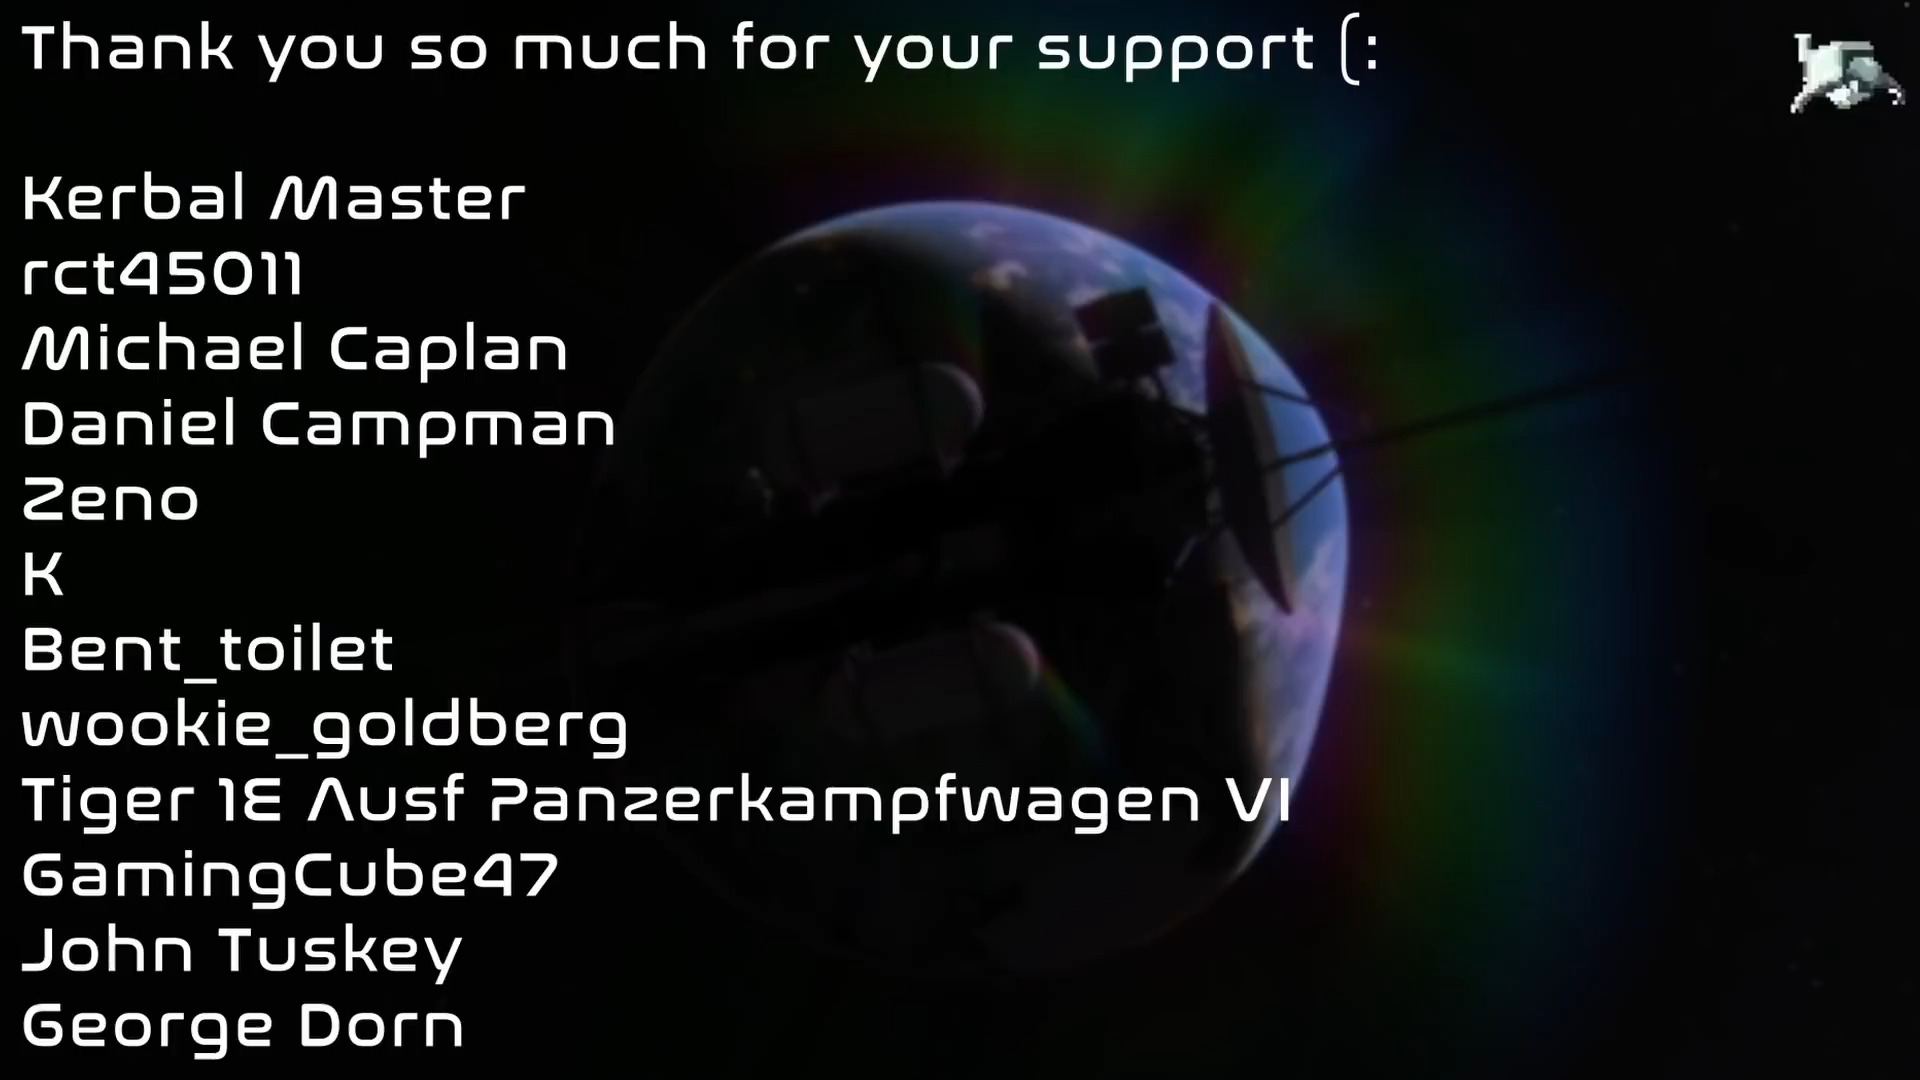 Thank you so much for your support (:
Kerbal Master
rct45011
Michael Caplan
Daniel Campman
Zeno
K
Bent_toilet
wookie_goldberg
Tiger 1E Ausf Panzerkampfwagen VI
GamingCube47
John Tuskey
George Dorn